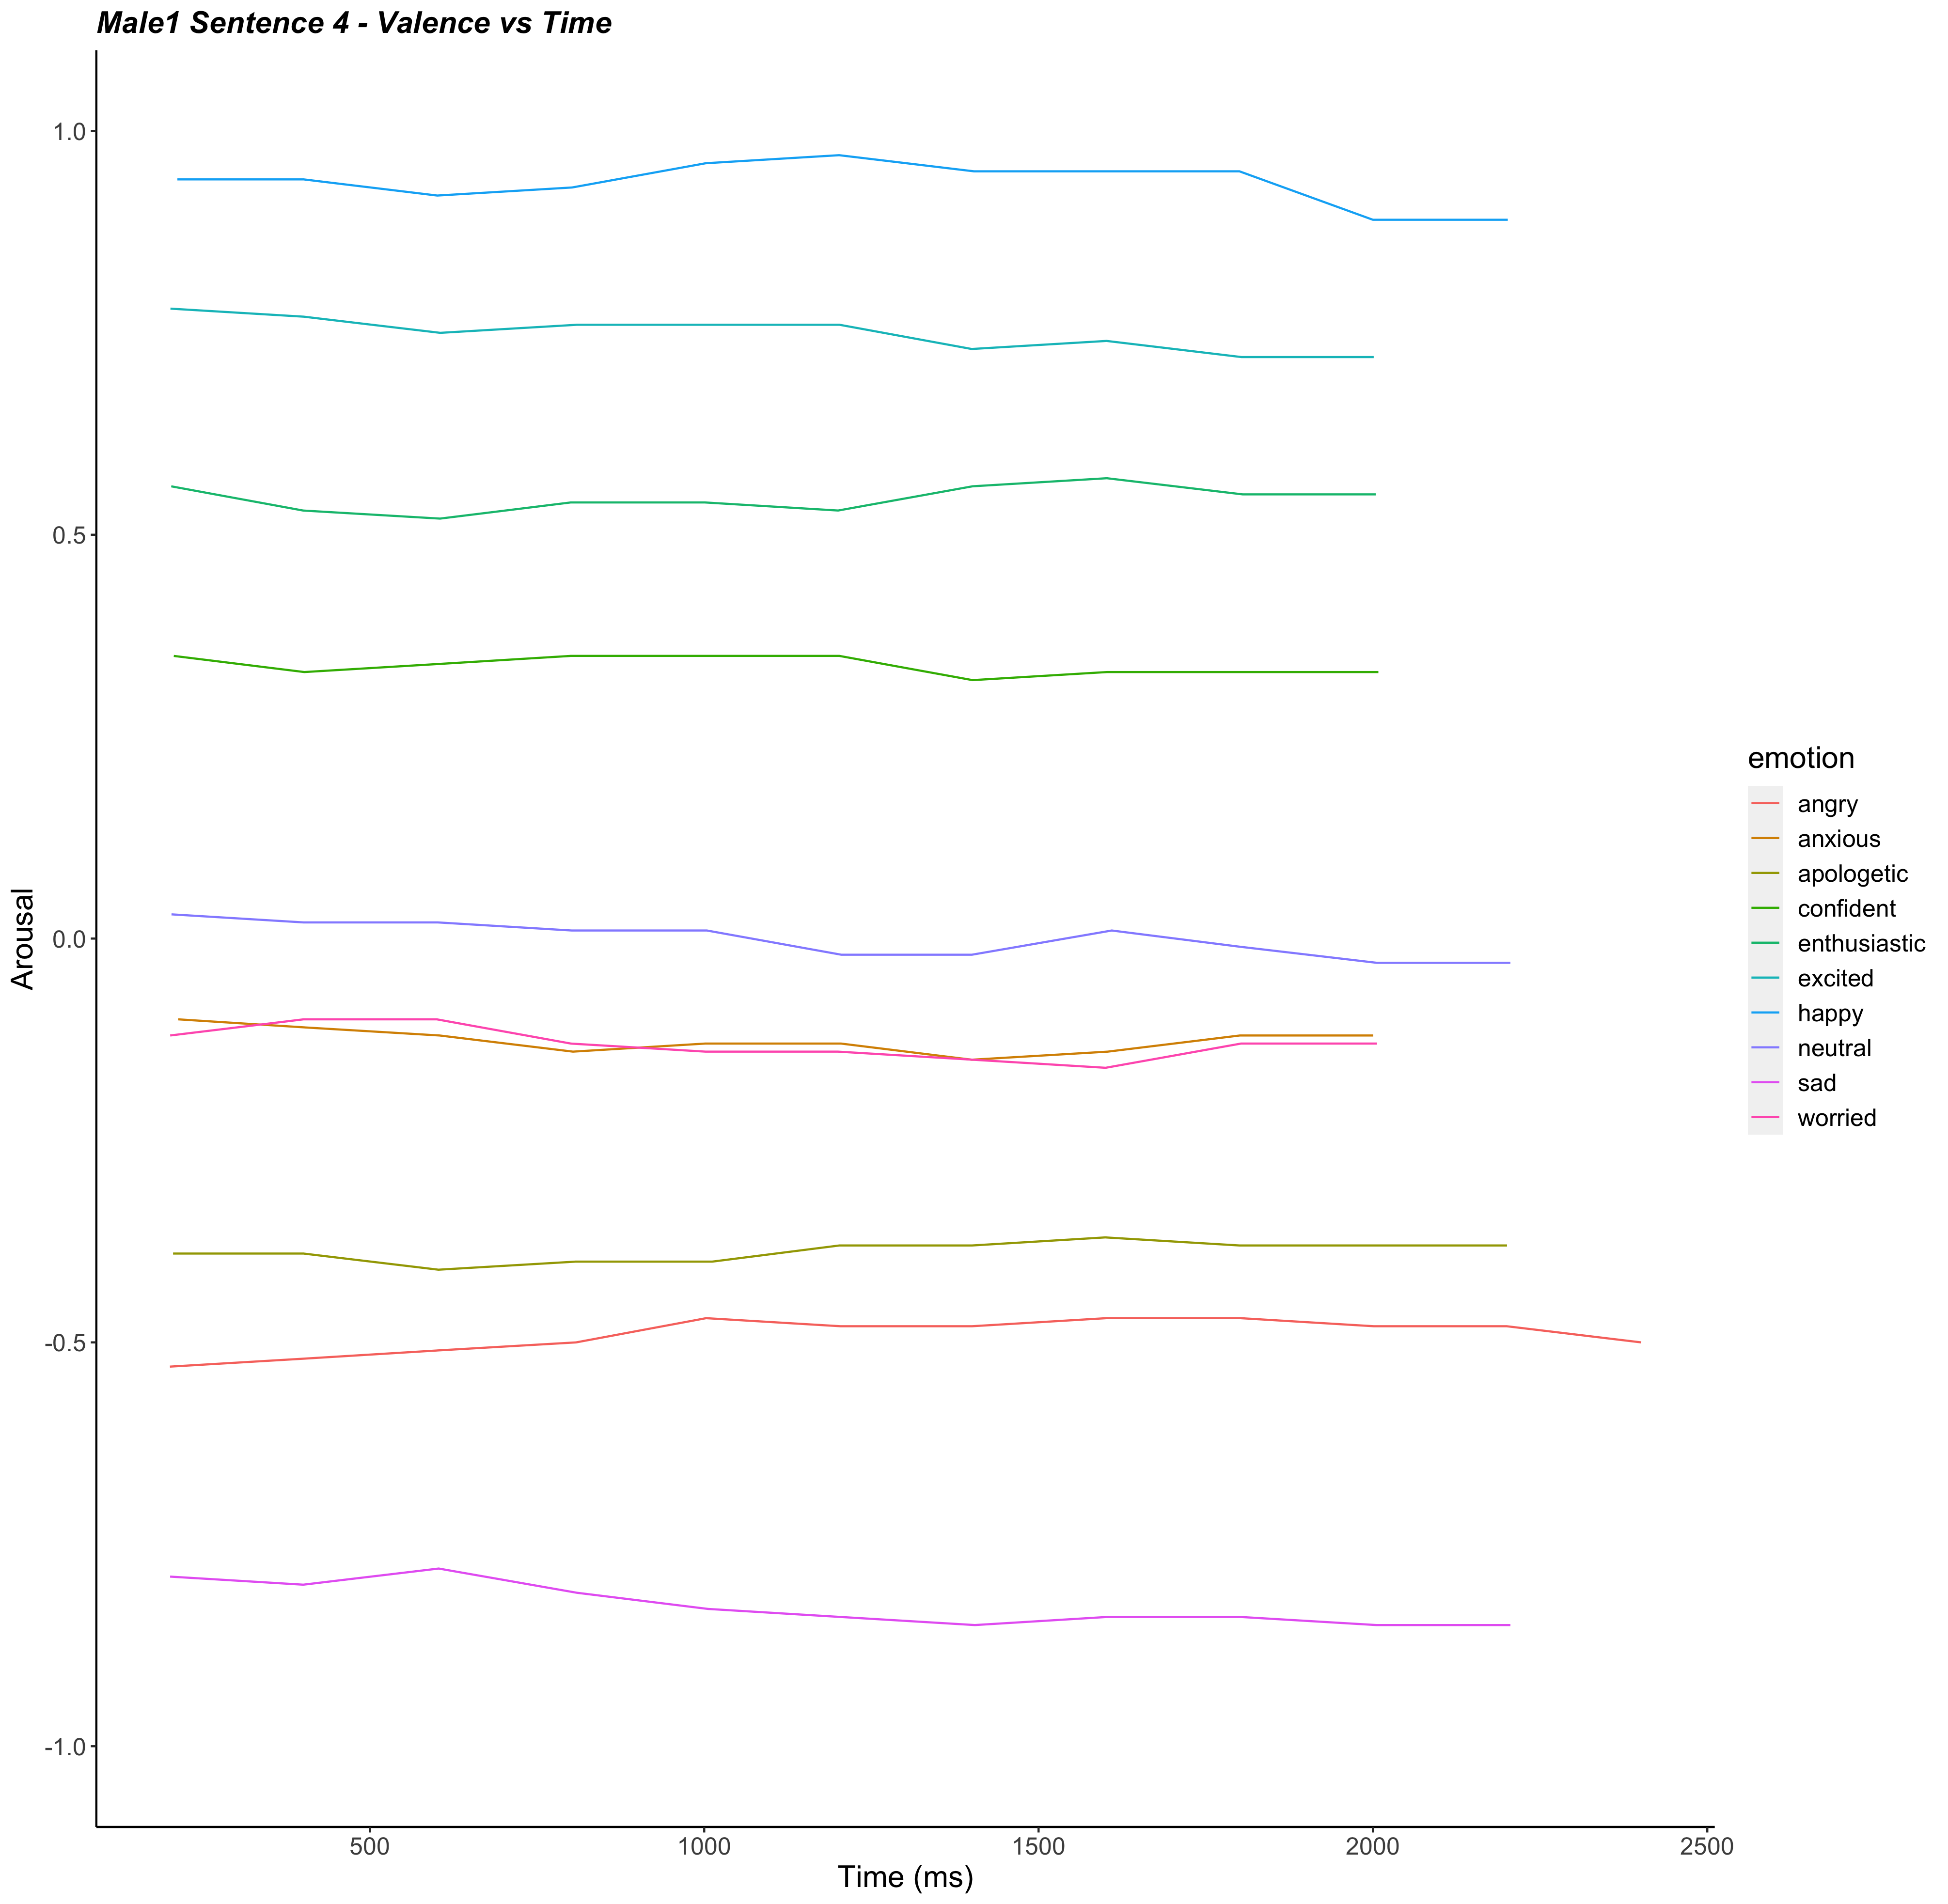 Male1 Sentence 4 - Valence vs Time
1.0
0.5
0.0
-0.5
-1.0
Arousal
500 1000 1500 2000 2500
Time (ms)
emotion
angry
anxious
apologetic
confident
enthusiastic
excited
happy
neutral
sad
worried